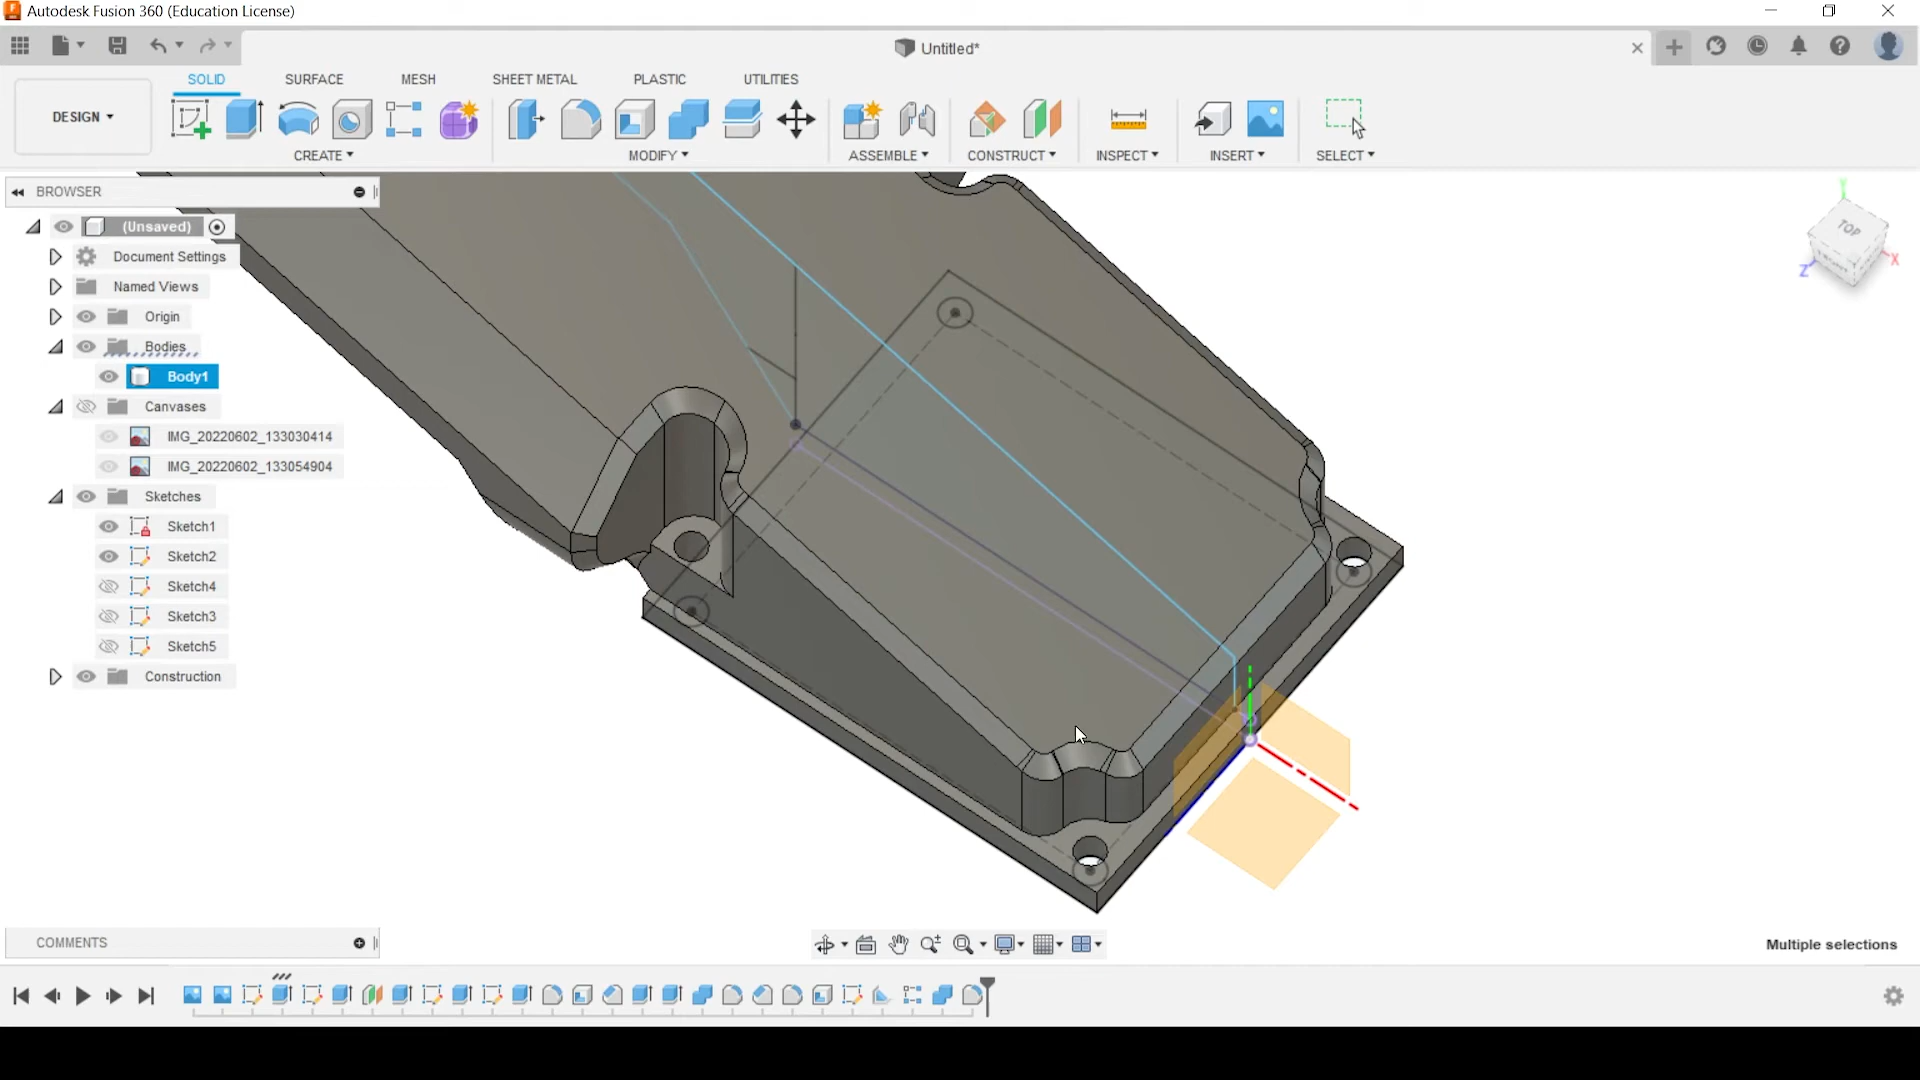 Autodesk Fusion 360 (Education License)
Untitled*
DESIGN
SOLID SURFACE MESH SHEET METAL PLASTIC UTILITIES
CREATE MODIFY ASSEMBLE CONSTRUCT INSPECT INSERT SELECT
BROWSER
(Unsaved)
Document Settings
Named Views
Origin
Bodies
Body1
Canvases
IMG_20220602_133030414
IMG_20220602_133054904
Sketches
Sketch1
Sketch2
Sketch4
Sketch3
Sketch5
Construction
TOP
Y
X
Z
COMMENTS
Multiple selections